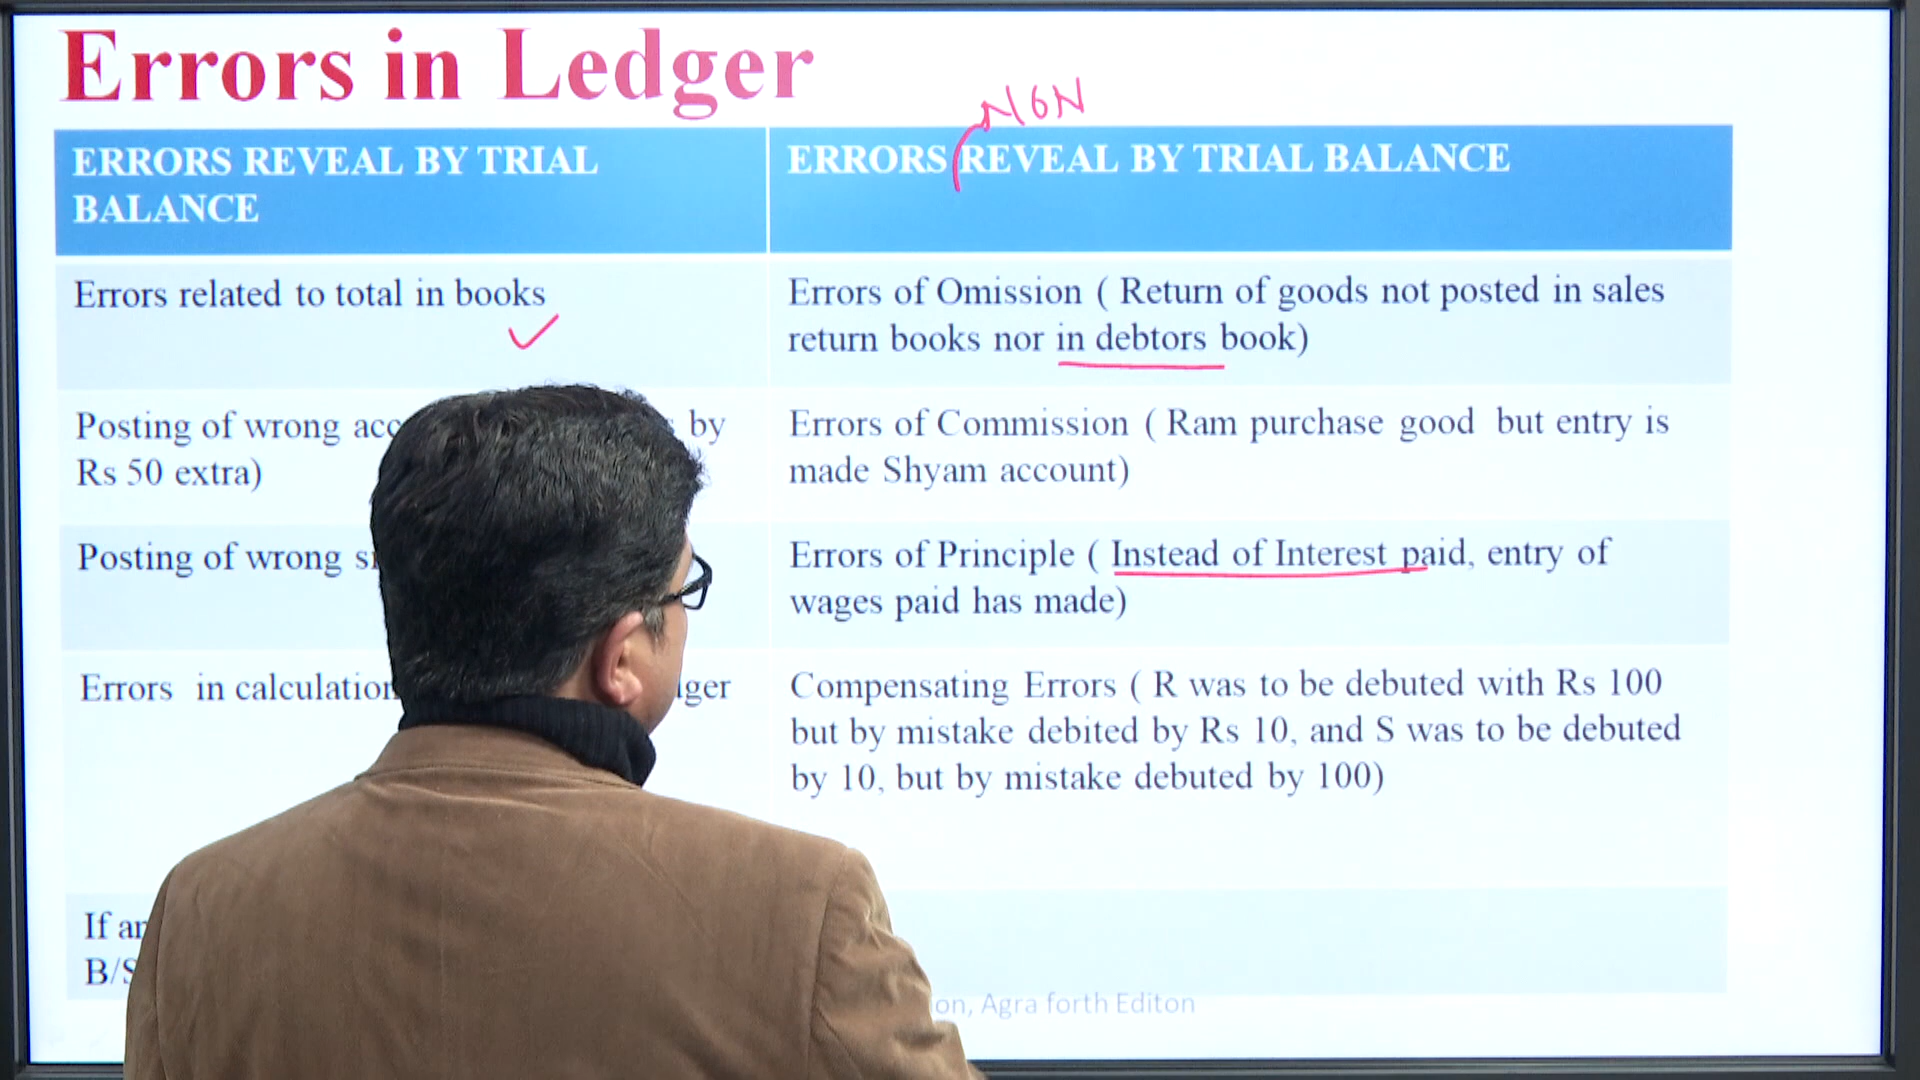 Errors in Ledger
NON
ERRORS REVEAL BY TRIAL
BALANCE
ERRORS REVEAL BY TRIAL BALANCE
Errors related to total in books
Errors of Omission ( Return of goods not posted in sales
return books nor in debtors book)
Posting of wrong by
Rs 50 extra)
Errors of Commission ( Ram purchase good but entry is
made Shyam account)
Posting of wrong
Errors of Principle ( Instead of Interest paid, entry of
wages paid has made)
Errors in calculation
Compensating Errors ( R was to be debuted with Rs 100
but by mistake debited by Rs 10, and S was to be debuted
by 10, but by mistake debuted by 100)
If
B/S
Agra forth Editon